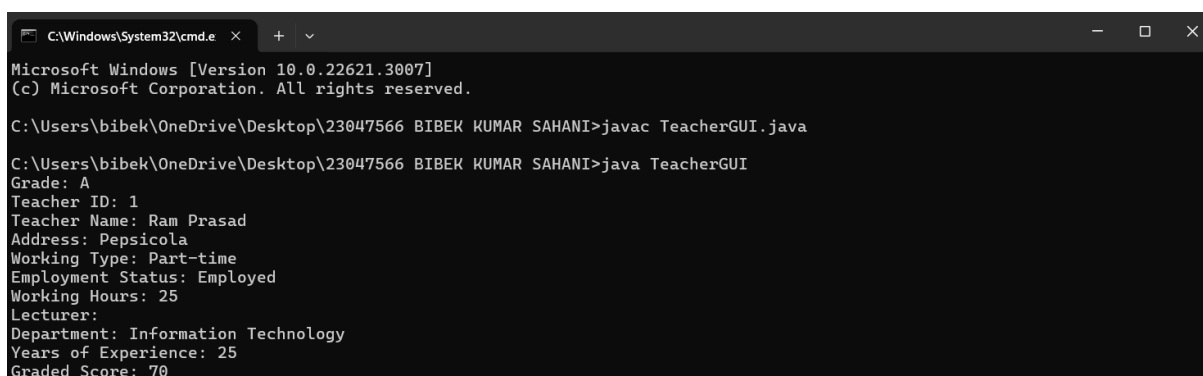 C:\Windows\System32\cmd.e
Microsoft Windows [Version 10.0.22621.3007]
(c) Microsoft Corporation. All rights reserved.
C:\Users\bibek\OneDrive\Desktop\23047566 BIBEK KUMAR SAHANI>javac TeacherGUI.java
C:\Users\bibek\OneDrive\Desktop\23047566 BIBEK KUMAR SAHANI>java TeacherGUI
Grade: A
Teacher ID: 1
Teacher Name: Ram Prasad
Address: Pepsicola
Working Type: Part-time
Employment Status: Employed
Working Hours: 25
Lecturer:
Department: Information Technology
Years of Experience: 25
Graded Score: 70